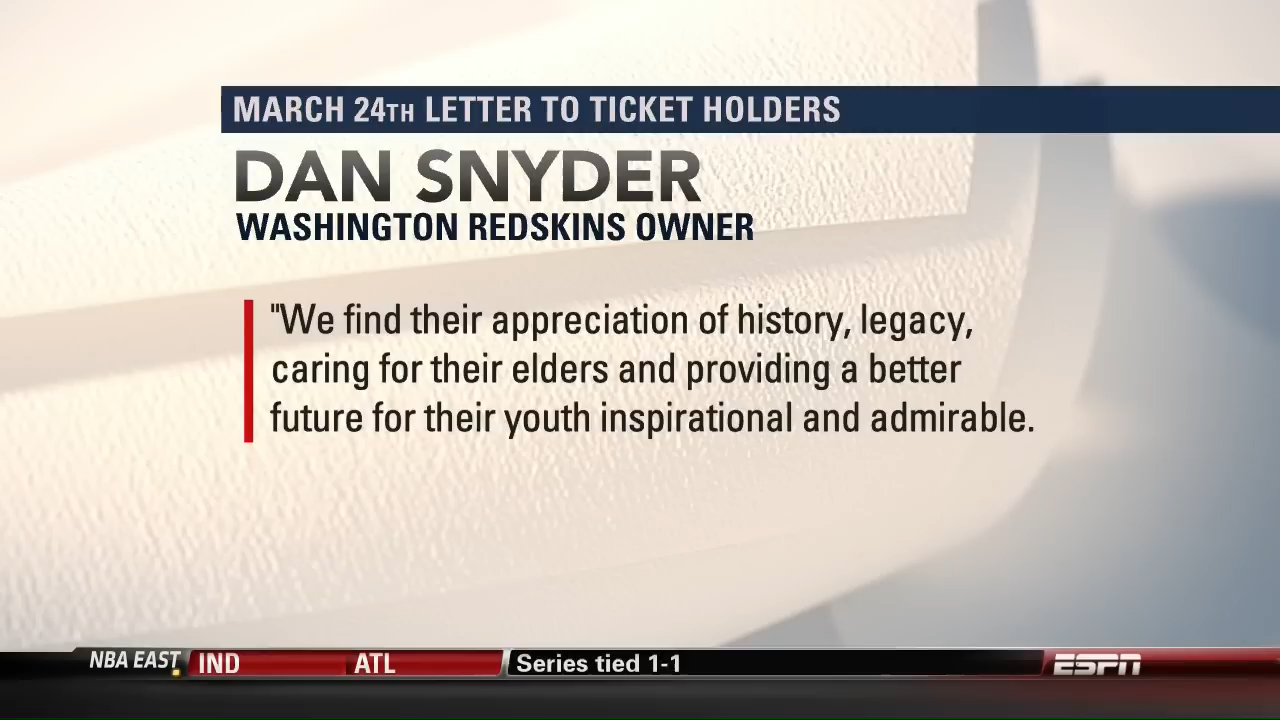 MARCH 24TH LETTER TO TICKET HOLDERS
DAN SNYDER
WASHINGTON REDSKINS OWNER
"We find their appreciation of history, legacy,
caring for their elders and providing a better
future for their youth inspirational and admirable.
NBA EAST IND ATL Series tied 1-1 ESPN